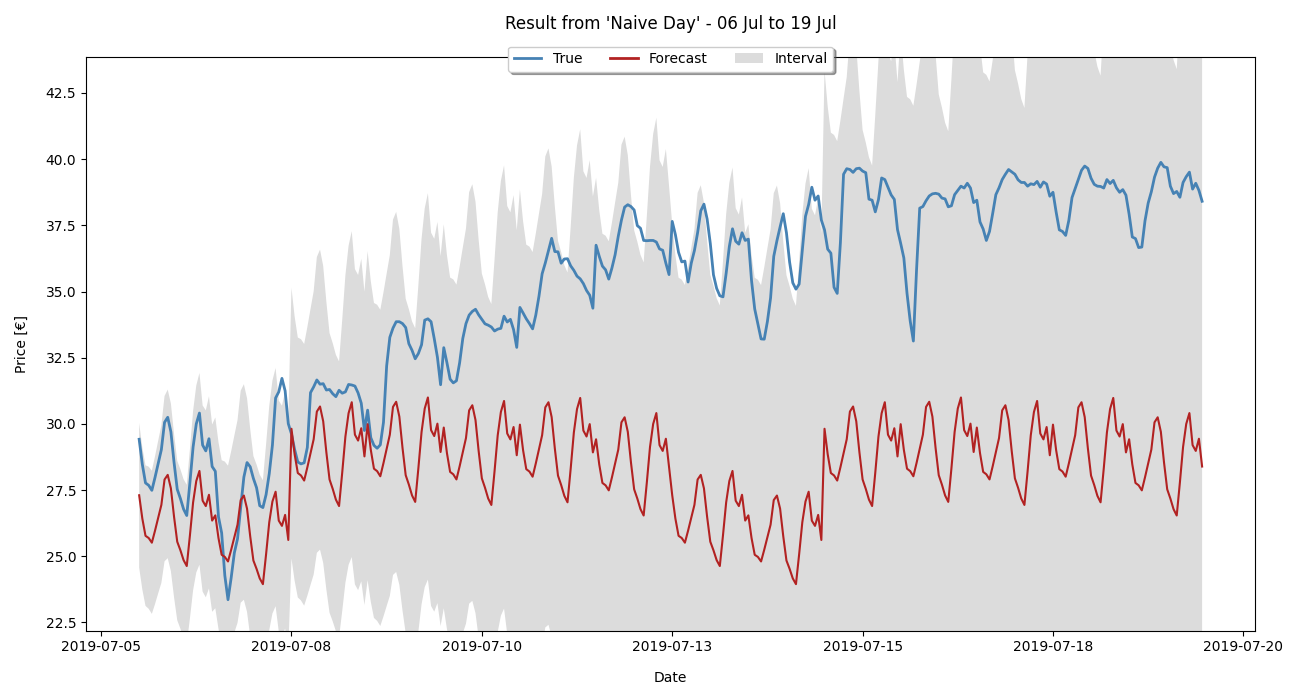 Result from 'Naive Day' - 06 Jul to 19 Jul
True Forecast Interval
42.5
40.0
37.5
35.0
32.5
30.0
27.5
25.0
22.5
Price [€]
2019-07-05 2019-07-08 2019-07-10 2019-07-13 2019-07-15 2019-07-18 2019-07-20
Date